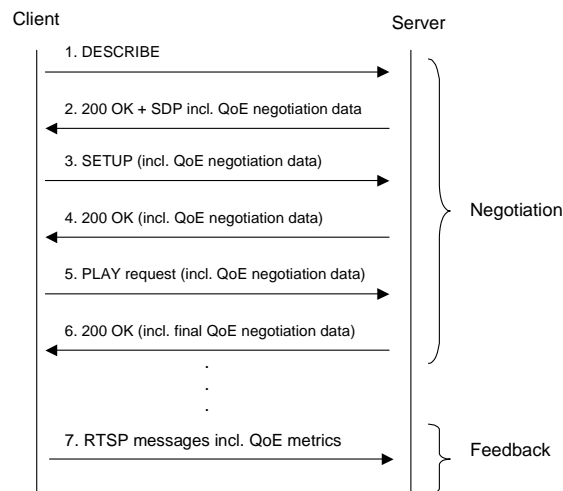 Client
Server
1. DESCRIBE
2. 200 OK + SDP incl. QoE negotiation data
3. SETUP (incl. QoE negotiation data)
4. 200 OK (incl. QoE negotiation data)
Negotiation
5. PLAY request (incl. QoE negotiation data)
6. 200 OK (incl. final QoE negotiation data)
.
.
.
7. RTSP messages incl. QoE metrics
Feedback